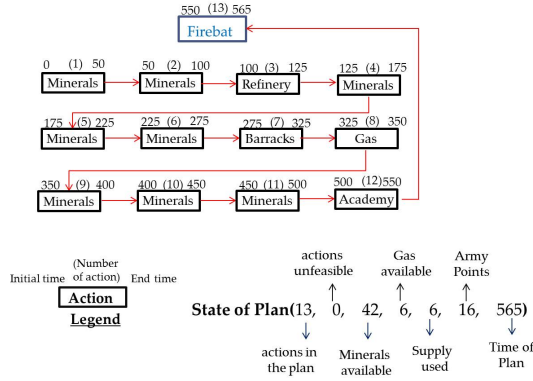 550 (13) 565
Firebat
0 (1) 50 50 (2) 100 100 (3) 125 125 (4) 175
Minerals Minerals Refinery Minerals
175 (5) 225 225 (6) 275 275 (7) 325 325 (8) 350
Minerals Minerals Barracks Gas
350 (9) 400 400 (10) 450 450 (11) 500 500 (12) 550
Minerals Minerals Minerals Academy
actions unfeasible
Gas available
Army Points
Initial time
(Number of action)
End time
Action
Legend
State of Plan(13, 0, 42, 6, 6, 16, 565)
actions in the plan
Minerals available
Supply used
Time of Plan